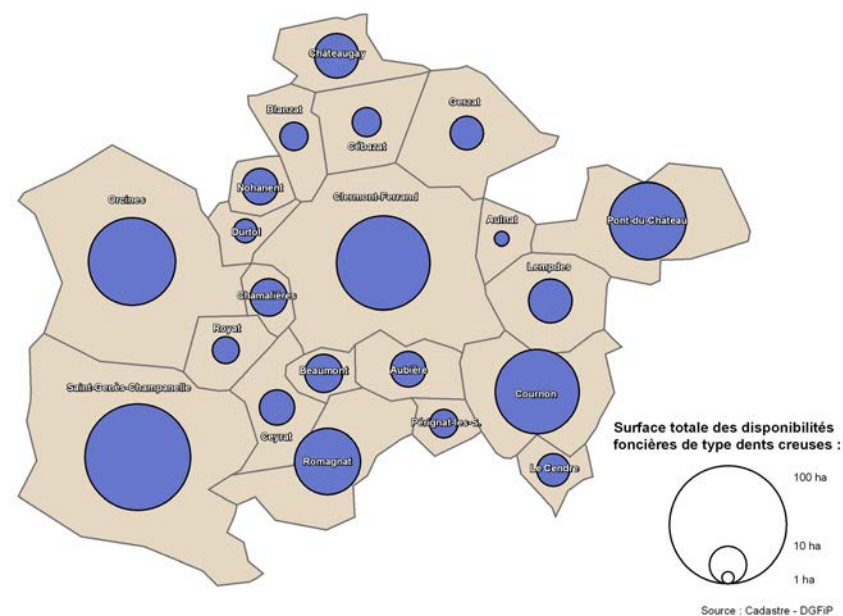 Châteaugay
Blanzat
Gerzat
Cébazat
Nohanent
Orcines
Clermont-Ferrand
Aulnat
Pont-du-Château
Durtol
Lempdes
Chamalières
Royat
Beaumont
Aubière
Saint-Genès-Champanelle
Cournon
Pérignat-les-S.
Ceyrat
Romagnat
Le Cendre
Surface totale des disponibilités
foncières de type dents creuses :
100 ha
10 ha
1 ha
Source : Cadastre - DGFiP